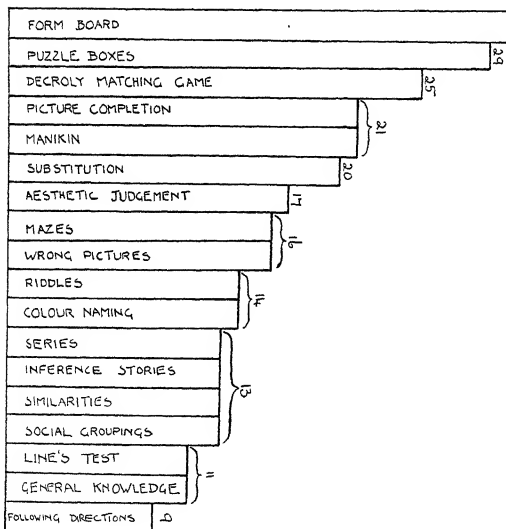 FORM BOARD
PUZZLE BOXES 29
DECROLY MATCHING GAME 25
PICTURE COMPLETION
MANIKIN
21
SUBSTITUTION 20
AESTHETIC JUDGEMENT 17
MAZES
WRONG PICTURES
16
RIDDLES
COLOUR NAMING
14
SERIES
INFERENCE STORIES
SIMILARITIES
SOCIAL GROUPINGS
13
LINE'S TEST
GENERAL KNOWLEDGE
11
FOLLOWING DIRECTIONS 9